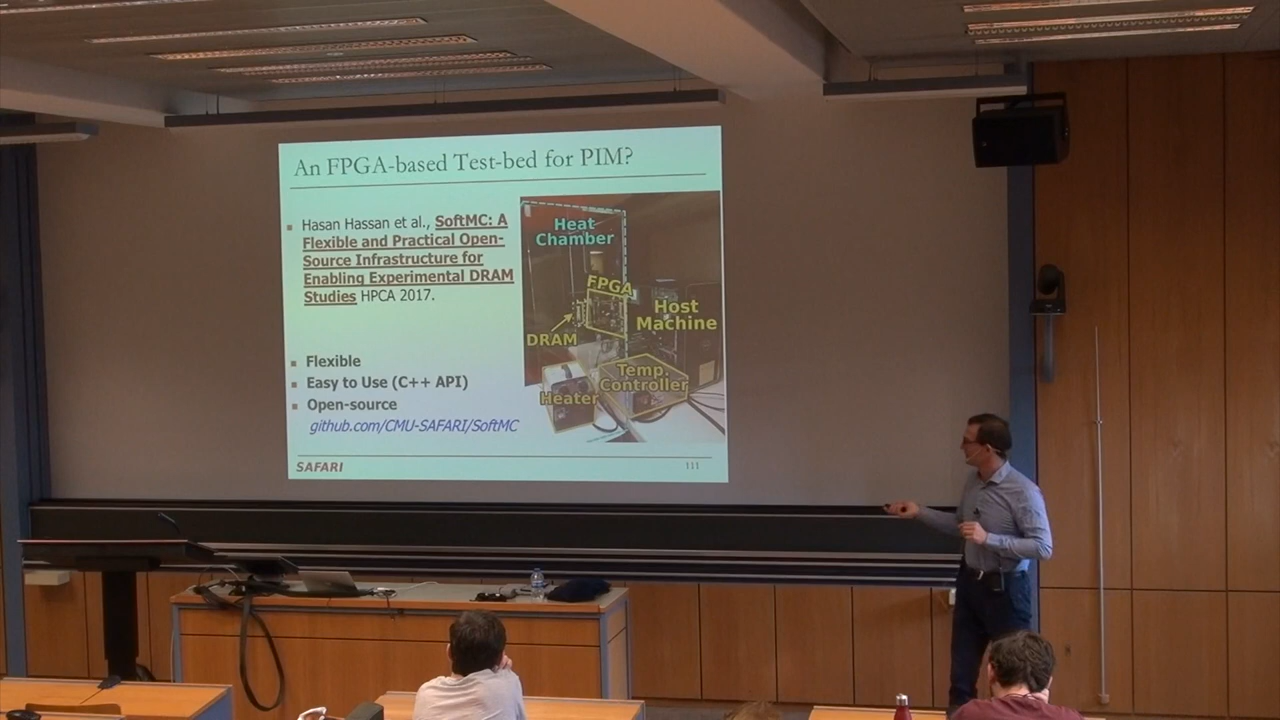 An FPGA-based Test-bed for PIM?
Hasan Hassan et al., SoftMC: A
Flexible and Practical Open-
Source Infrastructure for
Enabling Experimental DRAM
Studies HPCA 2017.
Flexible
Easy to Use (C++ API)
Open-source
github.com/CMU-SAFARI/SoftMC
Heat
Chamber
FPGA
Host
Machine
DRAM
Temp.
Controller
Heater
SAFARI
111